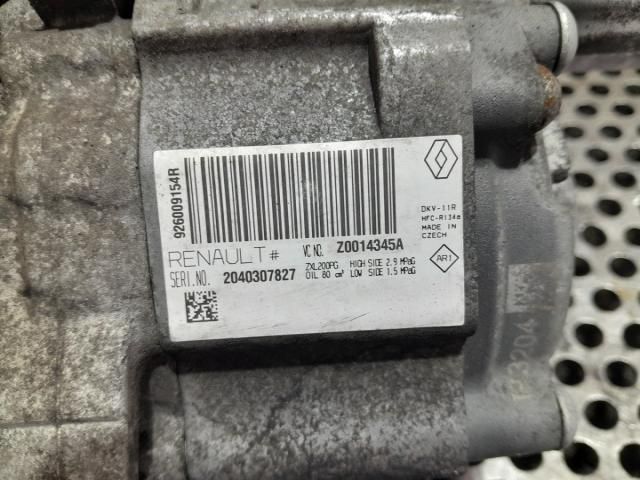 926009154R
RENAULT# VC NO. Z0014345A
SERI.NO. 2040307827 ZXL200PG HIGH SIDE 2.9 MPaG
OIL 80 cm³ LOW SIDE 1.5 MPaG
DKV-11R
HFC-R134a
MADE IN
CZECH
AR1